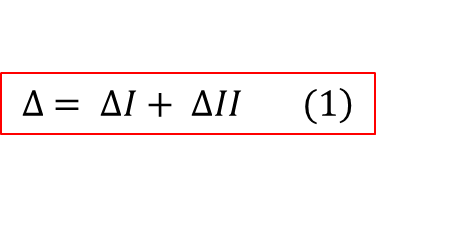 Δ = ΔI + ΔII (1)